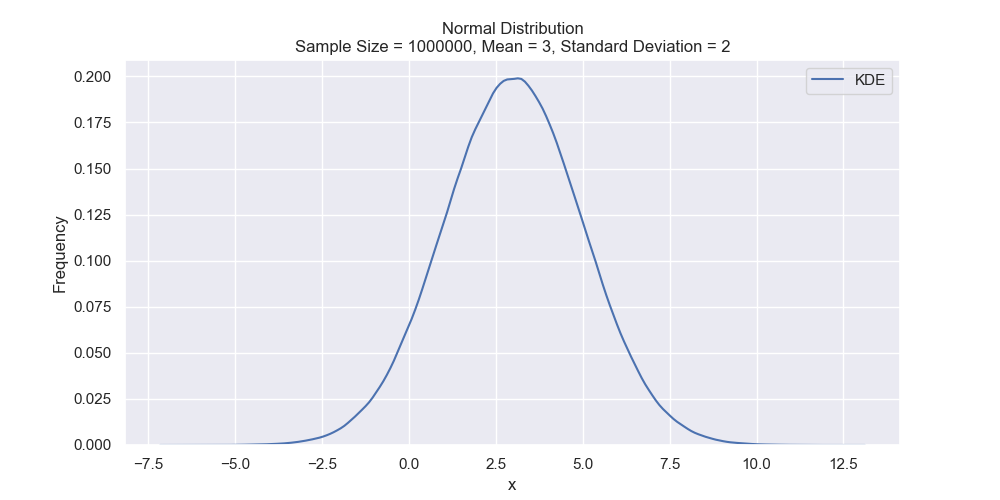 Normal Distribution
Sample Size = 1000000, Mean = 3, Standard Deviation = 2
KDE
0.200
0.175
0.150
0.125
0.100
0.075
0.050
0.025
0.000
Frequency
−7.5 −5.0 −2.5 0.0 2.5 5.0 7.5 10.0 12.5
x